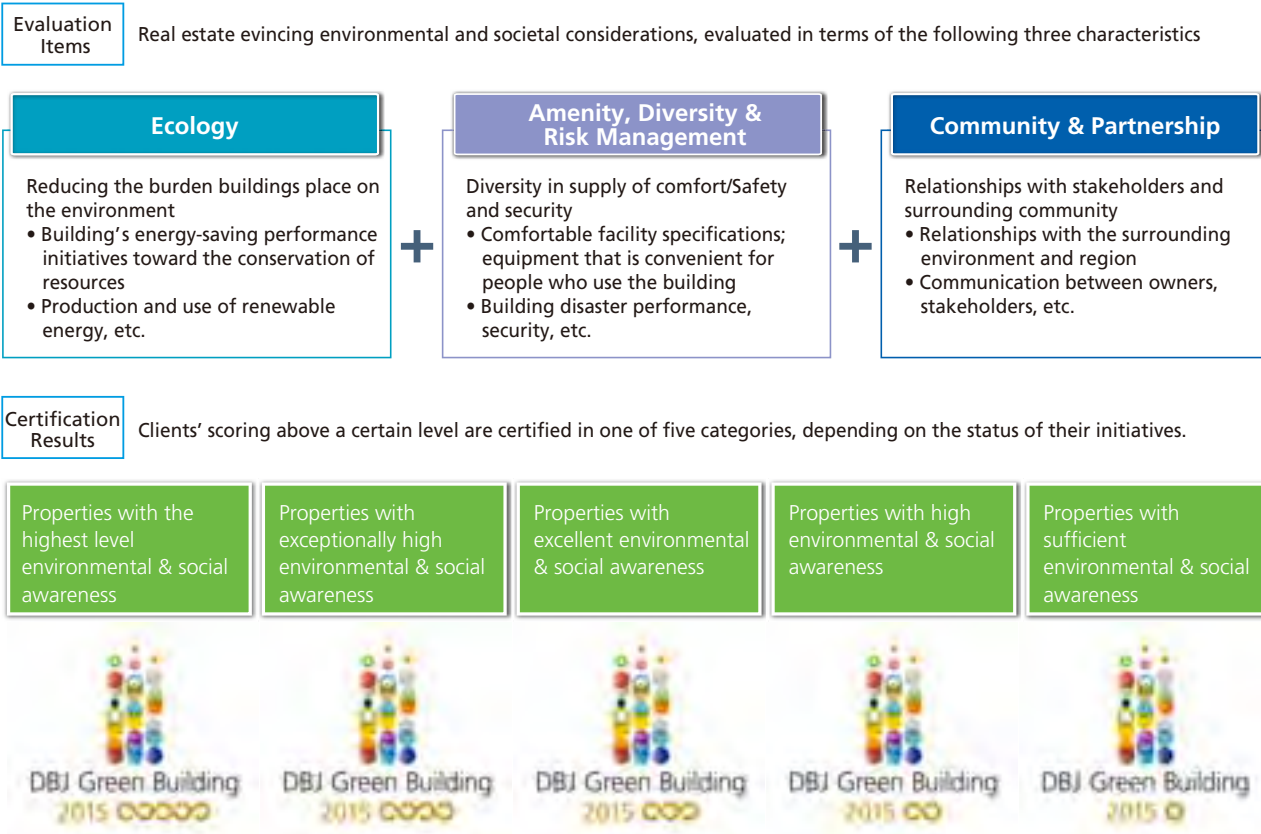 Evaluation
Items
Real estate evincing environmental and societal considerations, evaluated in terms of the following three characteristics
Ecology
Reducing the burden buildings place on
the environment
• Building's energy-saving performance
initiatives toward the conservation of
resources
• Production and use of renewable
energy, etc.
+
Amenity, Diversity &
Risk Management
Diversity in supply of comfort/Safety
and security
• Comfortable facility specifications;
equipment that is convenient for
people who use the building
• Building disaster performance,
security, etc.
+
Community & Partnership
Relationships with stakeholders and
surrounding community
• Relationships with the surrounding
environment and region
• Communication between owners,
stakeholders, etc.
Certification
Results
Clients' scoring above a certain level are certified in one of five categories, depending on the status of their initiatives.
Properties with the
highest level
environmental & social
awareness
Properties with
exceptionally high
environmental & social
awareness
Properties with
excellent environmental
& social awareness
Properties with high
environmental & social
awareness
Properties with
sufficient
environmental & social
awareness
DBJ Green Building
2015
DBJ Green Building
2015
DBJ Green Building
2015
DBJ Green Building
2015
DBJ Green Building
2015